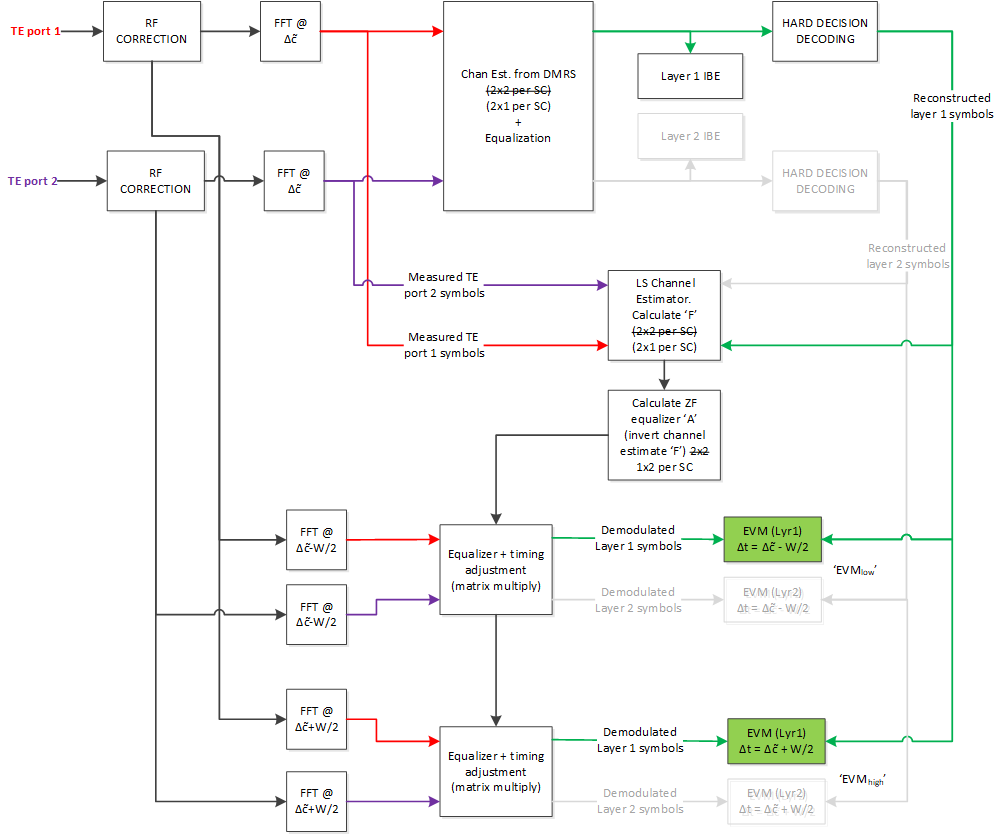 TE port 1
RF
CORRECTION
FFT @
Δc̃
Chan Est. from DMRS
(2x2 per SC)
(2x1 per SC)
+
Equalization
Layer 1 IBE
HARD DECISION
DECODING
Reconstructed
layer 1 symbols
Layer 2 IBE
TE port 2
RF
CORRECTION
FFT @
Δc̃
HARD DECISION
DECODING
Reconstructed
layer 2 symbols
Measured TE
port 2 symbols
Measured TE
port 1 symbols
LS Channel
Estimator.
Calculate ‘F’
(2x2 per SC)
(2x1 per SC)
Calculate ZF
equalizer ‘A’
(invert channel
estimate ‘F’) 2x2
1x2 per SC
FFT @
Δc̃-W/2
Equalizer + timing
adjustment
(matrix multiply)
Demodulated
Layer 1 symbols
EVM (Lyr1)
Δt = Δc̃ - W/2
‘EVMlow’
FFT @
Δc̃-W/2
Demodulated
Layer 2 symbols
EVM (Lyr2)
Δt = Δc̃ - W/2
FFT @
Δc̃+W/2
Equalizer + timing
adjustment
(matrix multiply)
Demodulated
Layer 1 symbols
EVM (Lyr1)
Δt = Δc̃ + W/2
‘EVMhigh’
FFT @
Δc̃+W/2
Demodulated
Layer 2 symbols
EVM (Lyr2)
Δt = Δc̃ + W/2